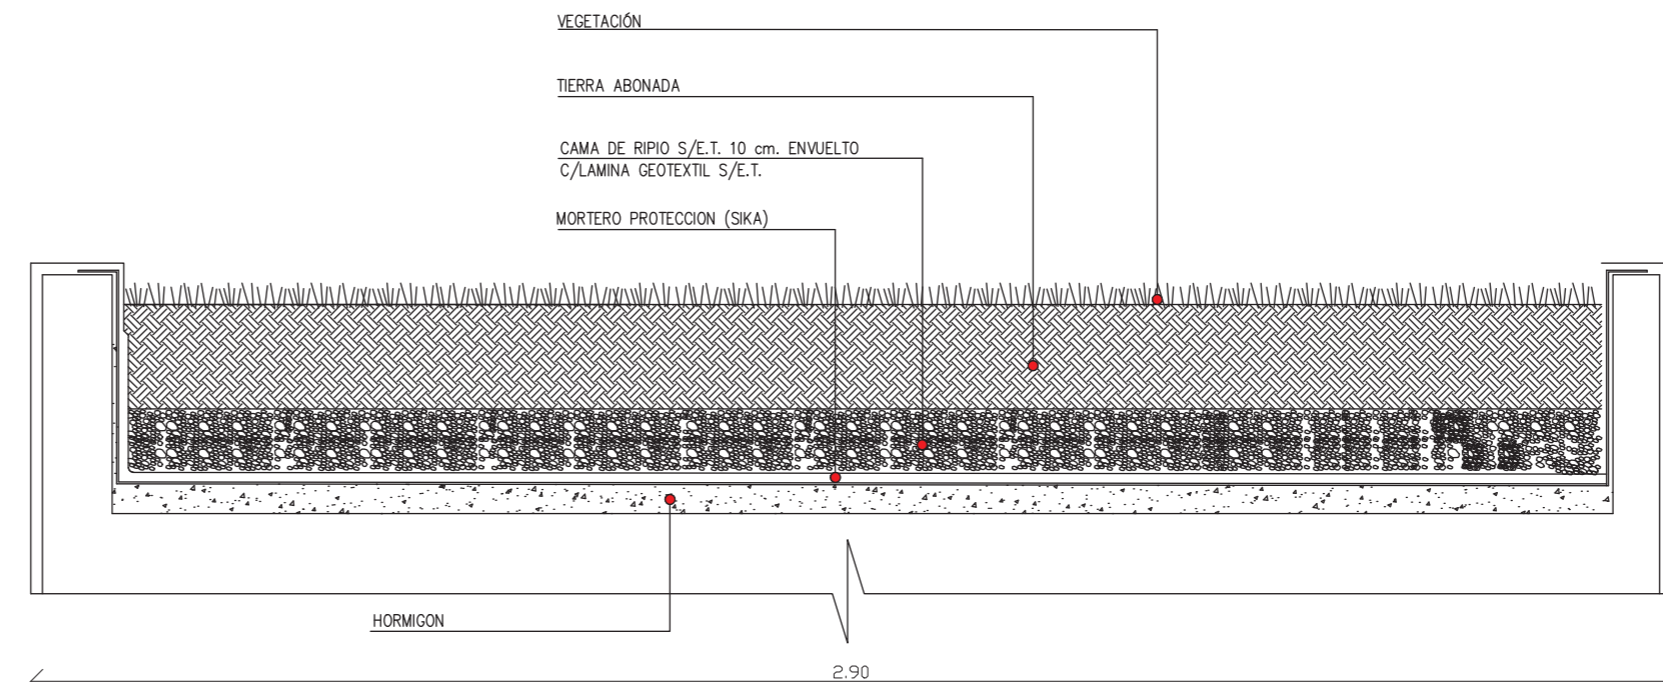 VEGETACIÓN
TIERRA ABONADA
CAMA DE RIPIO S/E.T. 10 cm. ENVUELTO
C/LAMINA GEOTEXTIL S/E.T.
MORTERO PROTECCION (SIKA)
HORMIGON
2.90